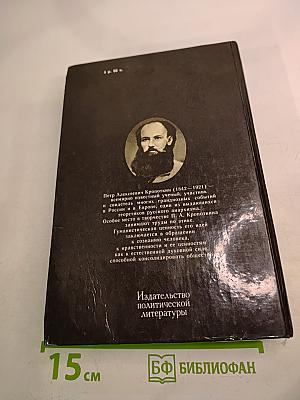 Петр Алексеевич Кропоткин (1842—1921)
всемирно известный ученый, участник
и свидетель многих грандиозных событий
в России и в Европе, один из выдающихся
теоретиков русского анархизма.
Особое место в творчестве П. А. Кропоткина
занимают труды по этике.
Гуманистическая ценность его идей
заключается в обращении
к сознанию человека,
к нравственности и ее ценностям
как к естественной духовной силе,
способной консолидировать общество.
Издательство
политической
литературы
15 см
БФ БИБЛИОФАН